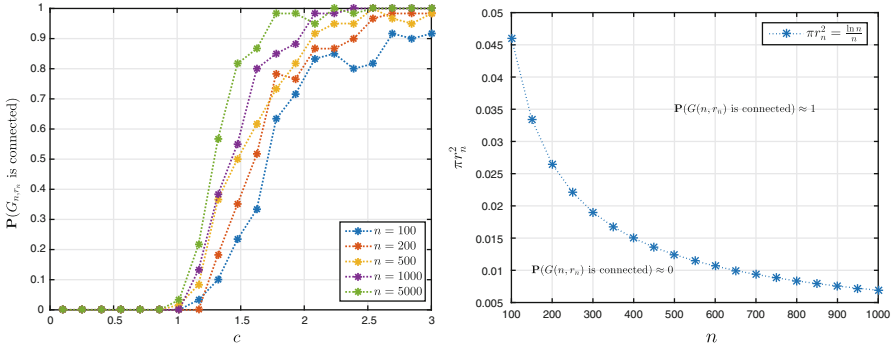 P(G_{n,r_n} is connected)
1
0.9
0.8
0.7
0.6
0.5
0.4
0.3
0.2
0.1
0
0 0.5 1 1.5 2 2.5 3
c
n = 100
n = 200
n = 500
n = 1000
n = 5000
πr_n^2
0.05
0.045
0.04
0.035
0.03
0.025
0.02
0.015
0.01
0.005
100 200 300 400 500 600 700 800 900 1000
n
πr_n^2 = ln n / n
P(G(n, r_n) is connected) ≈ 1
P(G(n, r_n) is connected) ≈ 0